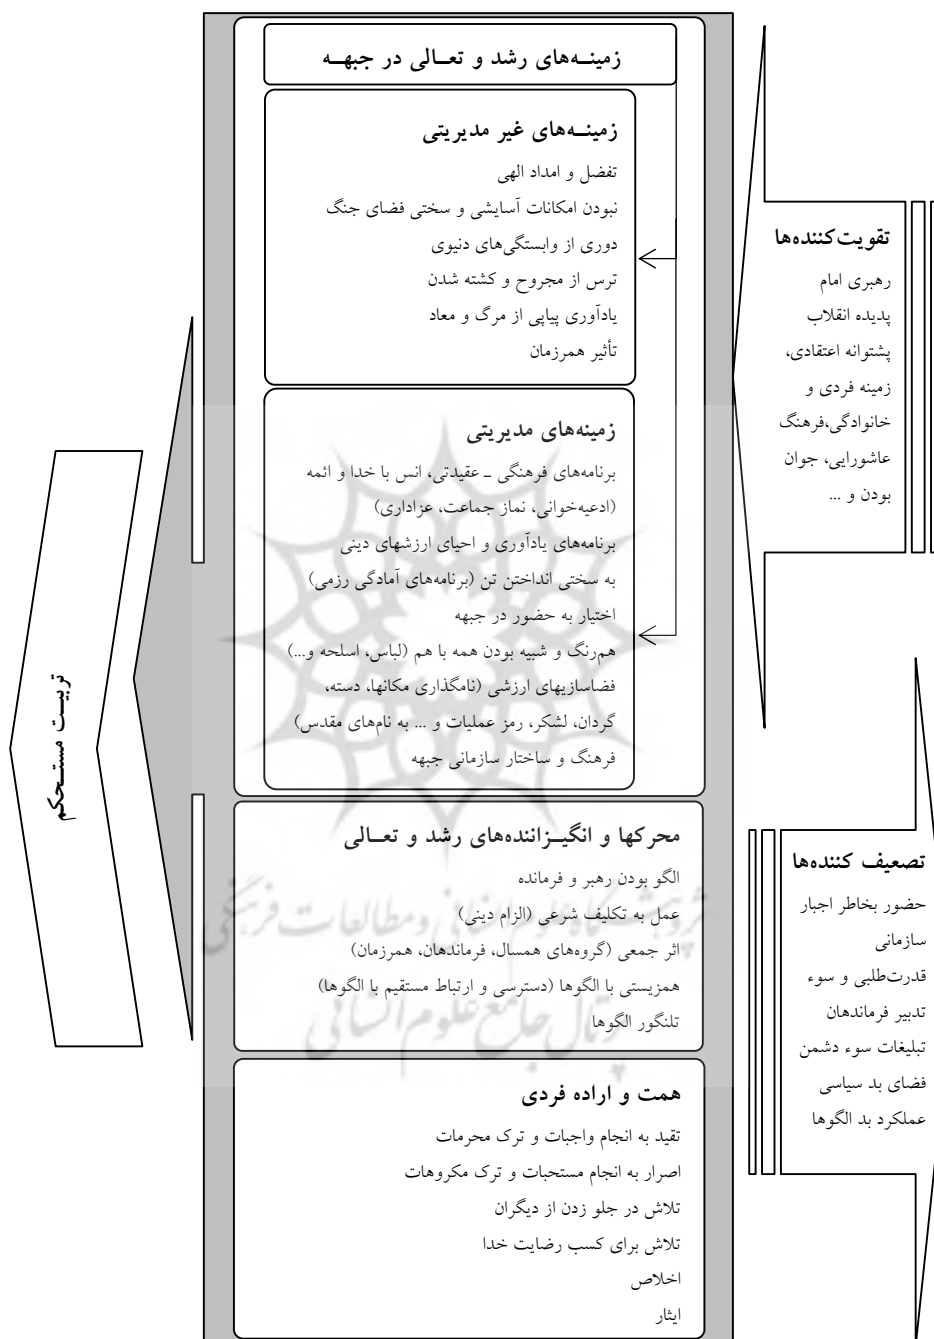 زمینه‌های رشد و تعالی در جبهه
زمینه‌های غیر مدیریتی
تفضل و امداد الهی
نبودن امکانات آسایشی و سختی فضای جنگ
دوری از وابستگی‌های دنیوی
ترس از مجروح و کشته شدن
یادآوری پیاپی از مرگ و معاد
تأثیر همرزمان
زمینه‌های مدیریتی
برنامه‌های فرهنگی ـ عقیدتی، انس با خدا و ائمه
(ادعیه‌خوانی، نماز جماعت، عزاداری)
برنامه‌های یادآوری و احیای ارزشهای دینی
به سختی انداختن تن (برنامه‌های آمادگی رزمی)
اختیار به حضور در جبهه
هم‌رنگ و شبیه بودن همه با هم (لباس، اسلحه و...)
فضاسازیهای ارزشی (نامگذاری مکانها، دسته،
گردان، لشکر، رمز عملیات و ... به نام‌های مقدس)
فرهنگ و ساختار سازمانی جبهه
محرکها و انگیزاننده‌های رشد و تعالی
الگو بودن رهبر و فرمانده
عمل به تکلیف شرعی (الزام دینی)
اثر جمعی (گروه‌های همسال، فرماندهان، همرزمان)
همزیستی با الگوها (دسترسی و ارتباط مستقیم با الگوها)
تلنگور الگوها
همت و اراده فردی
تقید به انجام واجبات و ترک محرمات
اصرار به انجام مستحبات و ترک مکروهات
تلاش در جلو زدن از دیگران
تلاش برای کسب رضایت خدا
اخلاص
ایثار
تقویت‌کننده‌ها
رهبری امام
پدیده انقلاب
پشتوانه اعتقادی،
زمینه فردی و
خانوادگی،فرهنگ
عاشورایی، جوان
بودن و ...
تصعیف کننده‌ها
حضور بخاطر اجبار
سازمانی
قدرت‌طلبی و سوء
تدبیر فرماندهان
تبلیغات سوء دشمن
فضای بد سیاسی
عملکرد بد الگوها
تربیت مستحکم
پژوهشگاه علوم انسانی و مطالعات فرهنگی
پرتال جامع علوم انسانی